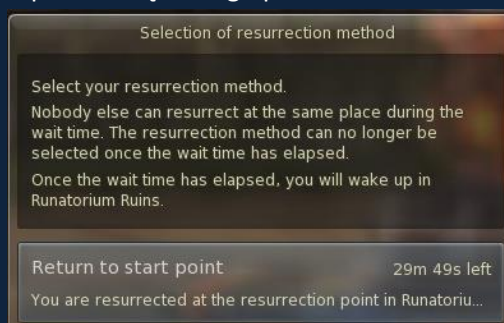 Selection of resurrection method
Select your resurrection method.
Nobody else can resurrect at the same place during the
wait time. The resurrection method can no longer be
selected once the wait time has elapsed.
Once the wait time has elapsed, you will wake up in
Runatorium Ruins.
Return to start point 29m 49s left
You are resurrected at the resurrection point in Runatoriu...